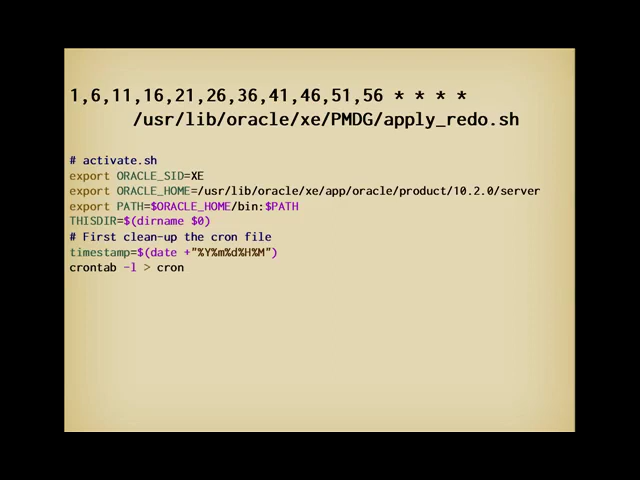 1,6,11,16,21,26,36,41,46,51,56 * * * *
/usr/lib/oracle/xe/PMDG/apply_redo.sh
# activate.sh
export ORACLE_SID=XE
export ORACLE_HOME=/usr/lib/oracle/xe/app/oracle/product/10.2.0/server
export PATH=$ORACLE_HOME/bin:$PATH
THISDIR=$(dirname $0)
# First clean-up the cron file
timestamp=$(date +"%Y%m%d%H%M")
crontab -l > cron